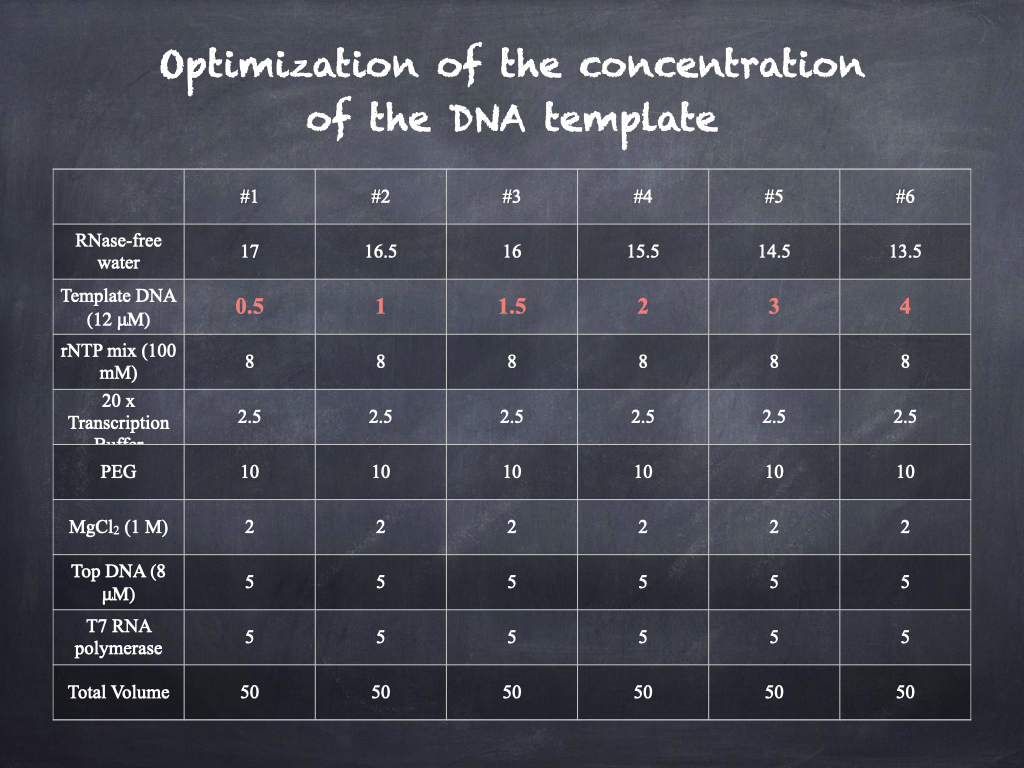 Optimization of the concentration
of the DNA template
#1 #2 #3 #4 #5 #6
RNase-free
water 17 16.5 16 15.5 14.5 13.5
Template DNA
(12 µM) 0.5 1 1.5 2 3 4
rNTP mix (100
mM) 8 8 8 8 8 8
20 x
Transcription
Buffer 2.5 2.5 2.5 2.5 2.5 2.5
PEG 10 10 10 10 10 10
MgCl₂ (1 M) 2 2 2 2 2 2
Top DNA (8
µM) 5 5 5 5 5 5
T7 RNA
polymerase 5 5 5 5 5 5
Total Volume 50 50 50 50 50 50